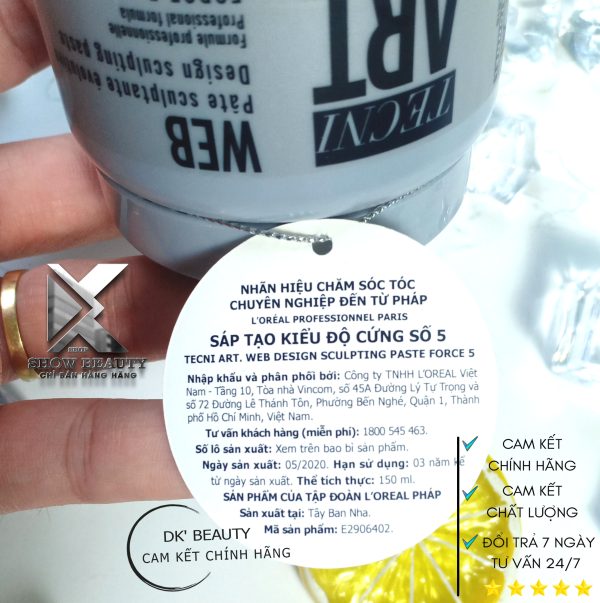 FORCE 5
Professional formula
Formule professionnelle
Design sculpting paste
Pâte sculptante évolutive
WEB
TECNI
ART
NHÃN HIỆU CHĂM SÓC TÓC
CHUYÊN NGHIỆP ĐẾN TỪ PHÁP
L'ORÉAL PROFESSIONNEL PARIS
SÁP TẠO KIỂU ĐỘ CỨNG SỐ 5
TECNI ART. WEB DESIGN SCULPTING PASTE FORCE 5
Nhập khẩu và phân phối bởi: Công ty TNHH L'OREAL Việt
Nam - Tầng 10, Tòa nhà Vincom, số 45A Đường Lý Tự Trọng và
số 72 Đường Lê Thánh Tôn, Phường Bến Nghé, Quận 1, Thành
phố Hồ Chí Minh, Việt Nam.
Tư vấn khách hàng (miễn phí): 1800 545 463.
Số lô sản xuất: Xem trên bao bì sản phẩm.
Ngày sản xuất: 05/2020. Hạn sử dụng: 03 năm kể
từ ngày sản xuất. Thể tích thực: 150 ml.
SẢN PHẨM CỦA TẬP ĐOÀN L'OREAL PHÁP
Sản xuất tại: Tây Ban Nha.
Mã sản phẩm: E2906402.
SHOP
SHOW BEAUTY
CHỈ BÁN HÀNG HÃNG
DK' BEAUTY
CAM KẾT CHÍNH HÃNG
CAM KẾT
CHÍNH HÃNG
CAM KẾT
CHẤT LƯỢNG
ĐỔI TRẢ 7 NGÀY
TƯ VẤN 24/7